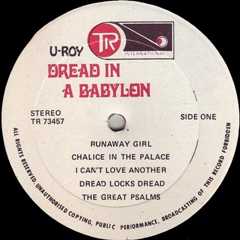 U-ROY
TR
INTERNATIONAL
DREAD IN
A BABYLON
STEREO
TR 73457
SIDE ONE
RUNAWAY GIRL
CHALICE IN THE PALACE
I CAN'T LOVE ANOTHER
DREAD LOCKS DREAD
THE GREAT PSALMS
ALL RIGHTS RESERVED. UNAUTHORISED COPYING, PUBLIC PERFORMANCE, BROADCASTING OF THIS RECORD FORBIDDEN